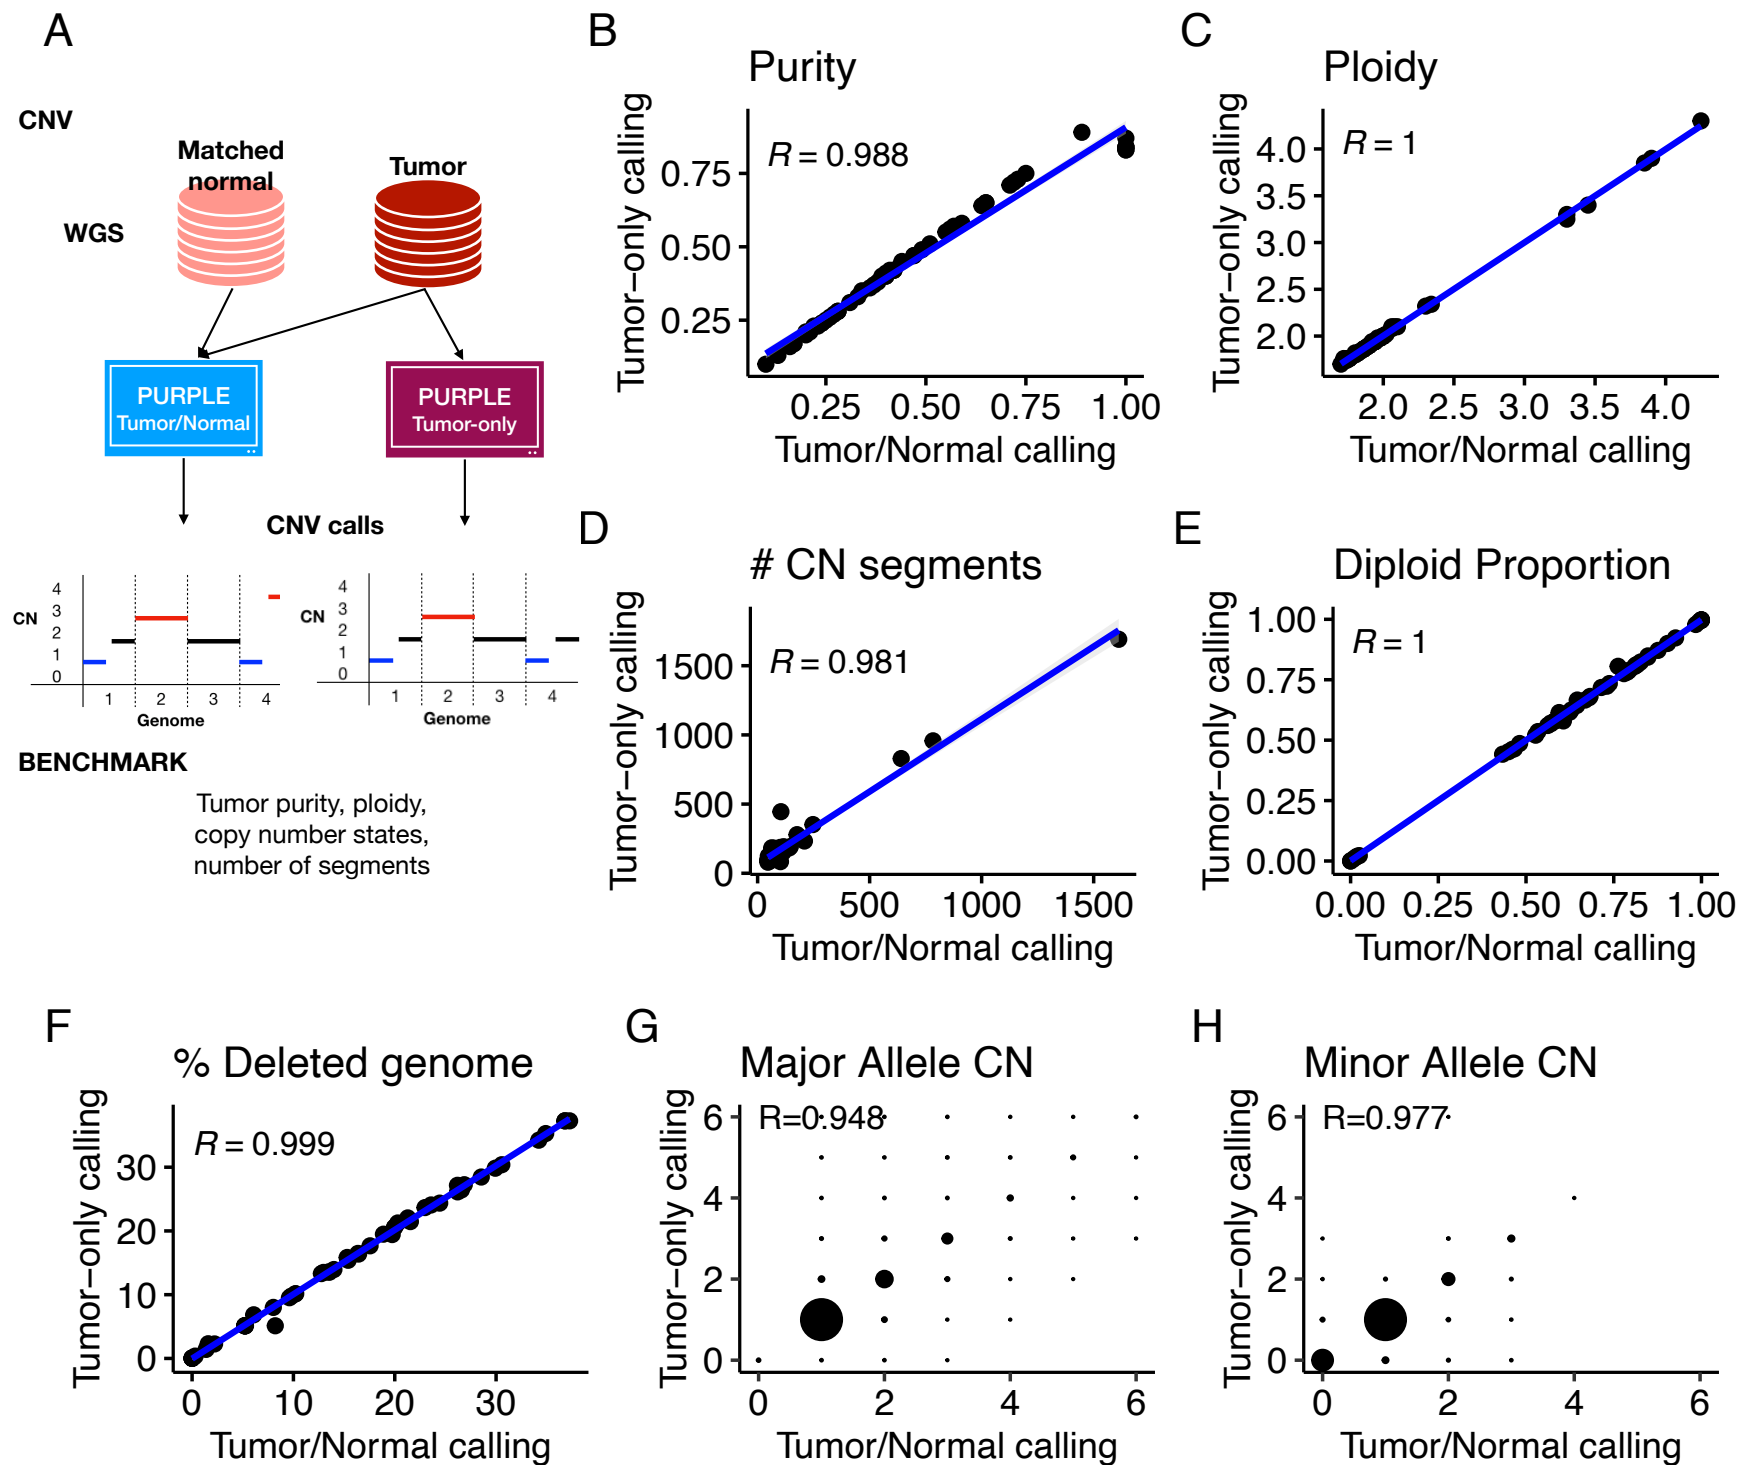 A
CNV
Matched
normal
Tumor
WGS
PURPLE
Tumor/Normal
PURPLE
Tumor-only
CNV calls
CN
4
3
2
1
0
1
2
3
4
Genome
CN
4
3
2
1
0
1
2
3
4
Genome
BENCHMARK
Tumor purity, ploidy,
copy number states,
number of segments
B
Purity
R = 0.988
Tumor−only calling
0.75
0.50
0.25
0.25 0.50 0.75 1.00
Tumor/Normal calling
C
Ploidy
R = 1
Tumor−only calling
4.0
3.5
3.0
2.5
2.0
2.0 2.5 3.0 3.5 4.0
Tumor/Normal calling
D
# CN segments
R = 0.981
Tumor−only calling
1500
1000
500
0
0 500 1000 1500
Tumor/Normal calling
E
Diploid Proportion
R = 1
Tumor−only calling
1.00
0.75
0.50
0.25
0.00
0.00 0.25 0.50 0.75 1.00
Tumor/Normal calling
F
% Deleted genome
R = 0.999
Tumor−only calling
30
20
10
0
0 10 20 30
Tumor/Normal calling
G
Major Allele CN
R=0.948
Tumor−only calling
6
4
2
0
0 2 4 6
Tumor/Normal calling
H
Minor Allele CN
R=0.977
Tumor−only calling
6
4
2
0
0 2 4 6
Tumor/Normal calling